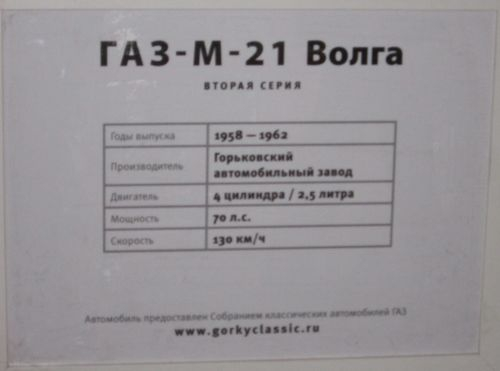 ГАЗ-М-21 Волга
ВТОРАЯ СЕРИЯ
Годы выпуска 1958 — 1962
Производитель Горьковский
автомобильный завод
Двигатель 4 цилиндра / 2,5 литра
Мощность 70 л.с.
Скорость 130 км/ч
Автомобиль предоставлен Собранием классических автомобилей ГАЗ
www.gorkyclassic.ru